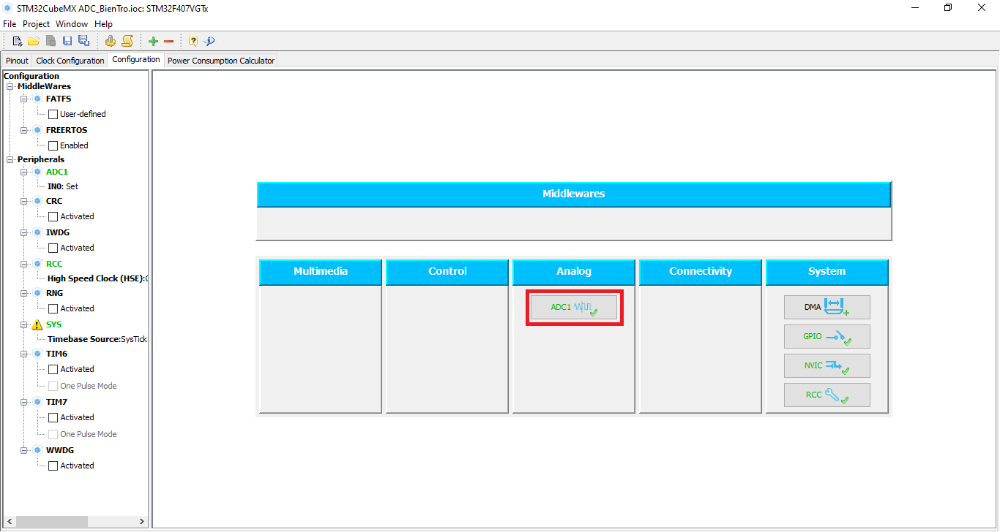 STM32CubeMX ADC_BienTro.ioc: STM32F407VGTx
File Project Window Help
Pinout Clock Configuration Configuration Power Consumption Calculator
Configuration
MiddleWares
FATFS
User-defined
FREERTOS
Enabled
Peripherals
ADC1
IN0: Set
CRC
Activated
IWDG
Activated
RCC
High Speed Clock (HSE):
RNG
Activated
SYS
Timebase Source:SysTick
TIM6
Activated
One Pulse Mode
TIM7
Activated
One Pulse Mode
WWDG
Activated
Middlewares
Multimedia Control Analog Connectivity System
ADC1
DMA
GPIO
NVIC
RCC